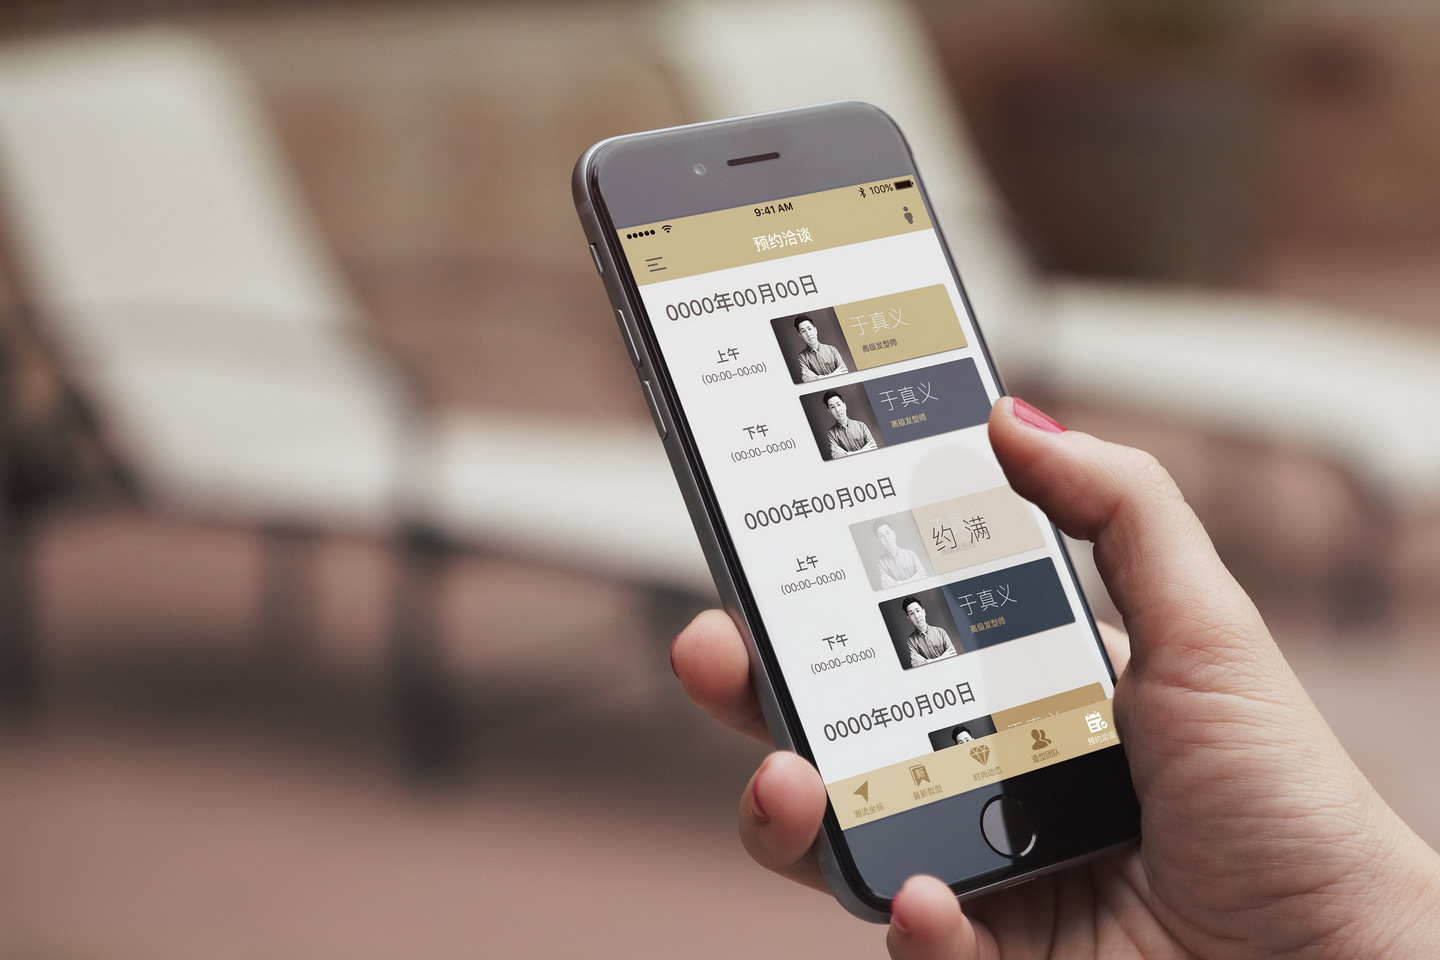 9:41 AM
100%
预约洽谈
0000年00月00日
上午
(00:00-00:00)
于真义
高级发型师
下午
(00:00-00:00)
于真义
高级发型师
0000年00月00日
上午
(00:00-00:00)
约 满
下午
(00:00-00:00)
于真义
高级发型师
0000年00月00日
潮流坐标
新
最新款型
时尚动态
造型团队
预约洽谈